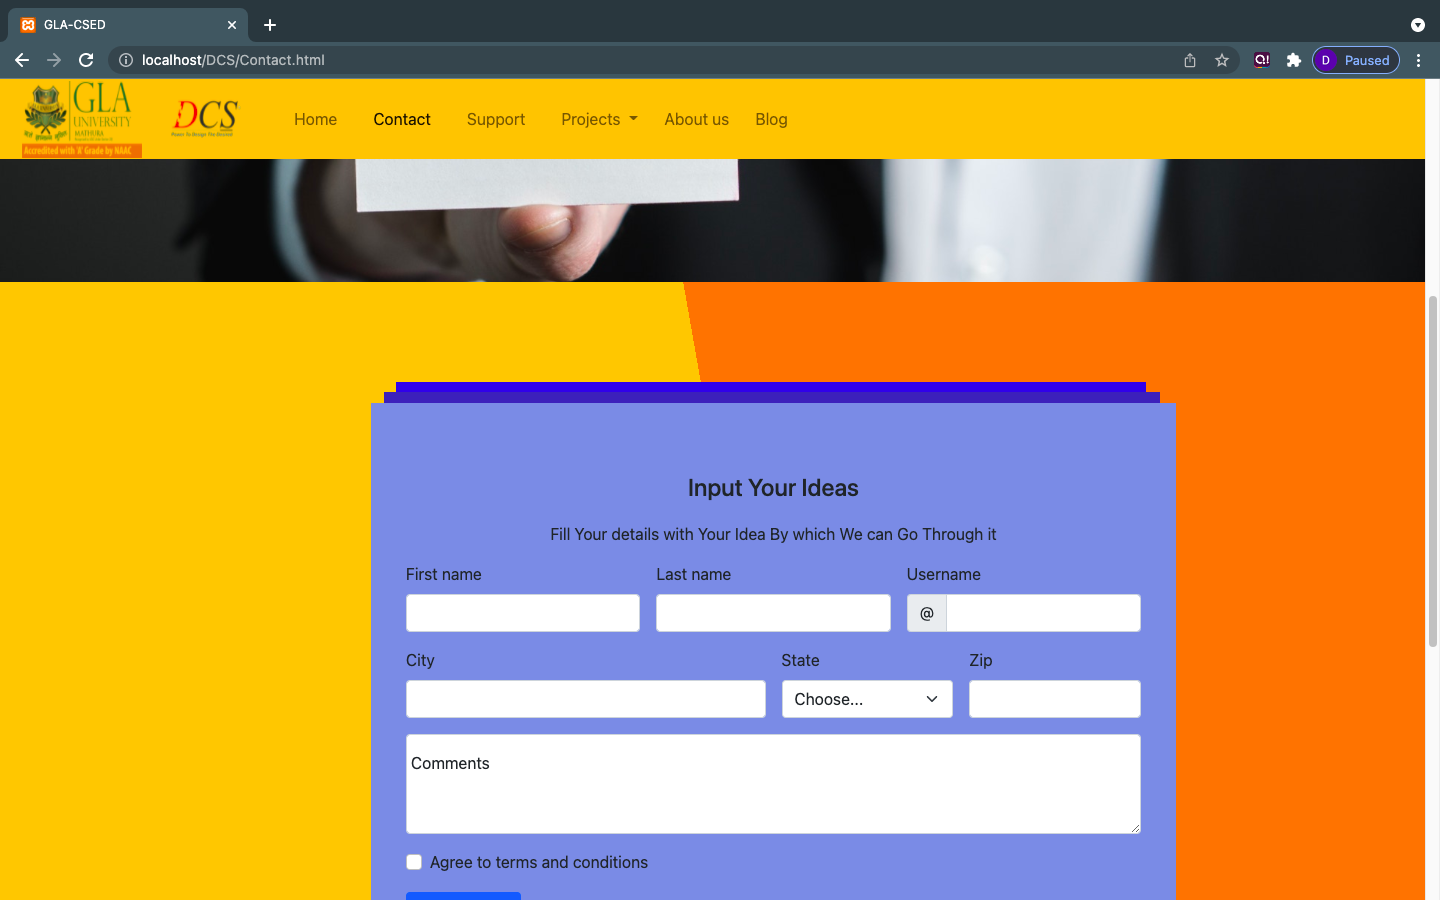 GLA-CSED
localhost/DCS/Contact.html
D Paused
GLA
UNIVERSITY
MATHURA
Accredited with 'A' Grade by NAAC
DCS
Home Contact Support Projects About us Blog
Input Your Ideas
Fill Your details with Your Idea By which We can Go Through it
First name Last name Username
@
City State Zip
Choose...
Comments
Agree to terms and conditions